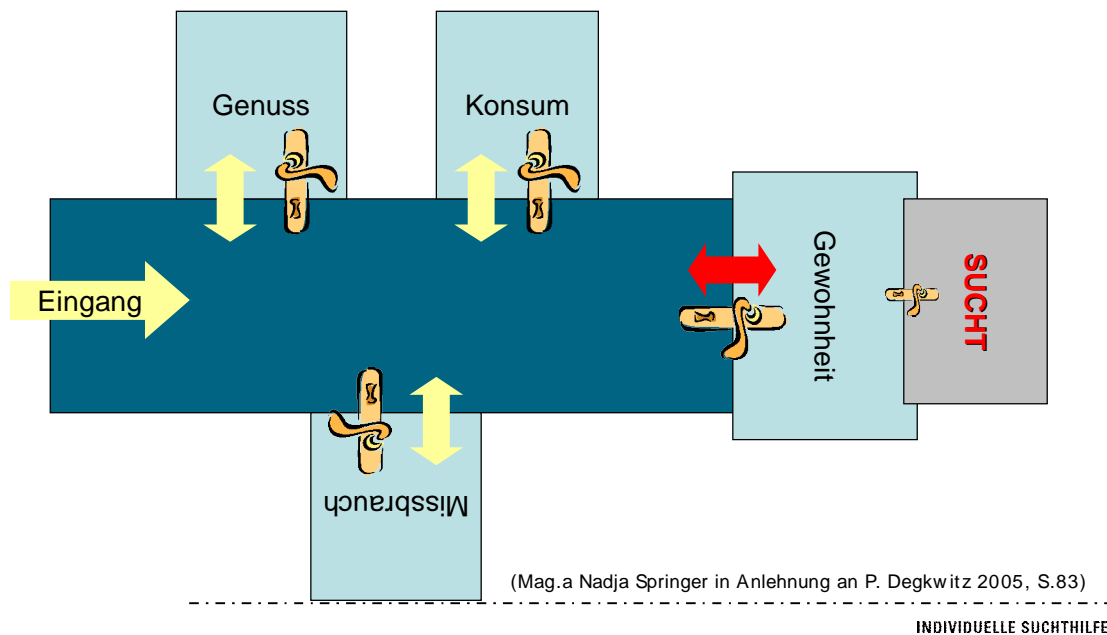 Genuss
Konsum
Eingang
Gewohnheit
SUCHT
Missbrauch
(Mag.a Nadja Springer in Anlehnung an P. Degkwitz 2005, S.83)
INDIVIDUELLE SUCHTHILFE